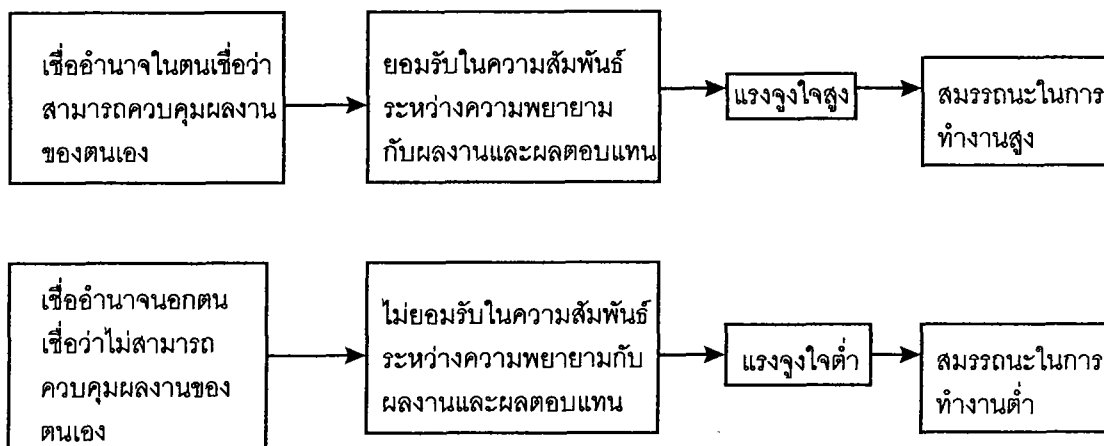 เชื่ออำนาจในตนเชื่อว่า
สามารถควบคุมผลงาน
ของตนเอง
ยอมรับในความสัมพันธ์
ระหว่างความพยายาม
กับผลงานและผลตอบแทน
แรงจูงใจสูง
สมรรถนะในการ
ทำงานสูง
เชื่ออำนาจนอกตน
เชื่อว่าไม่สามารถ
ควบคุมผลงานของ
ตนเอง
ไม่ยอมรับในความสัมพันธ์
ระหว่างความพยายามกับ
ผลงานและผลตอบแทน
แรงจูงใจต่ำ
สมรรถนะในการ
ทำงานต่ำ